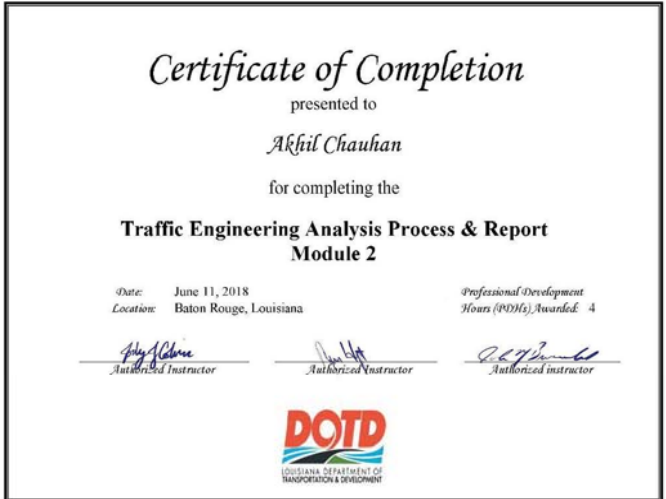 Certificate of Completion
presented to
Akhil Chauhan
for completing the
Traffic Engineering Analysis Process & Report
Module 2
Date: June 11, 2018
Location: Baton Rouge, Louisiana
Professional Development
Hours (PDHs) Awarded: 4
Authorized Instructor
Authorized Instructor
Authorized instructor
DOTD
LOUISIANA DEPARTMENT OF
TRANSPORTATION & DEVELOPMENT